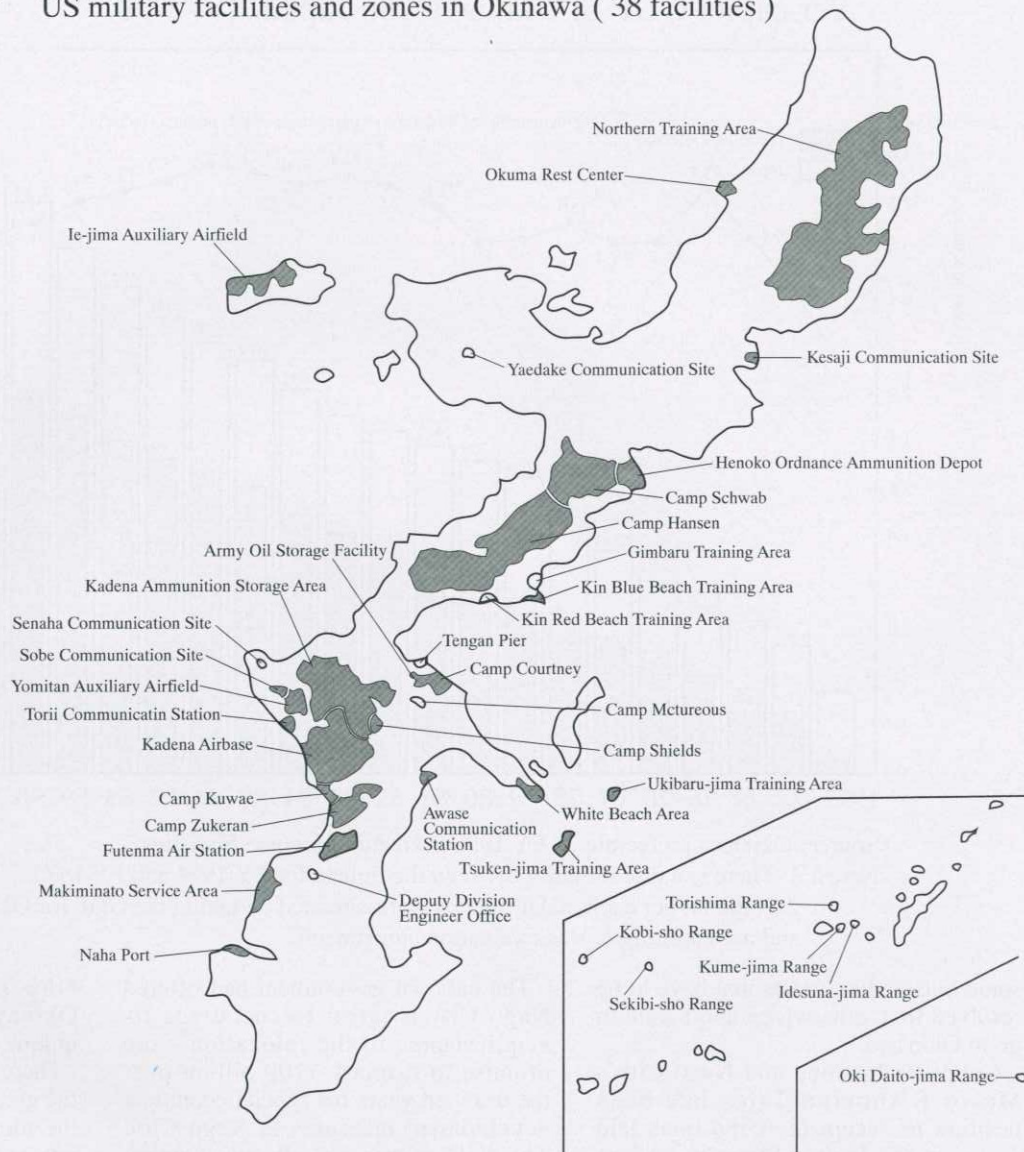 US military facilities and zones in Okinawa ( 38 facilities )
Northern Training Area
Okuma Rest Center
Ie-jima Auxiliary Airfield
Kesaji Communication Site
Yaedake Communication Site
Henoko Ordnance Ammunition Depot
Camp Schwab
Camp Hansen
Army Oil Storage Facility
Gimbaru Training Area
Kadena Ammunition Storage Area
Kin Blue Beach Training Area
Senaha Communication Site
Kin Red Beach Training Area
Tengan Pier
Sobe Communication Site
Camp Courtney
Yomitan Auxiliary Airfield
Camp Mctureous
Torii Communicatin Station
Kadena Airbase
Camp Shields
Ukibaru-jima Training Area
Camp Kuwae
White Beach Area
Camp Zukeran
Awase
Communication
Station
Futenma Air Station
Tsuken-jima Training Area
Makiminato Service Area
Deputy Division
Engineer Office
Torishima Range
Kobi-sho Range
Naha Port
Kume-jima Range
Idesuna-jima Range
Sekibi-sho Range
Oki Daito-jima Range